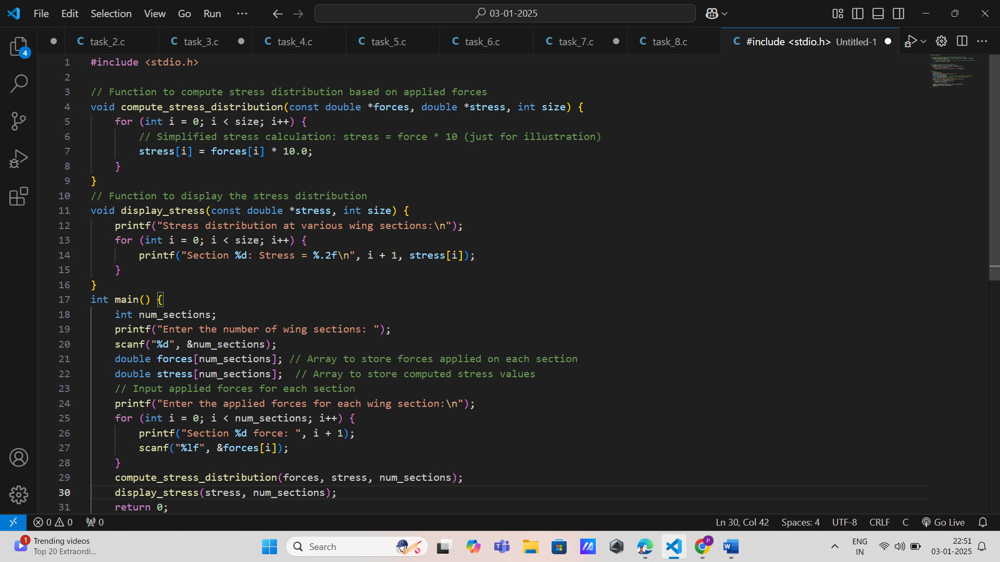 File Edit Selection View Go Run ··· 03-01-2025
task_2.c task_3.c task_4.c task_5.c task_6.c task_7.c task_8.c #include <stdio.h> Untitled-1
4
1 #include <stdio.h>
2
3 // Function to compute stress distribution based on applied forces
4 void compute_stress_distribution(const double *forces, double *stress, int size) {
5     for (int i = 0; i < size; i++) {
6         // Simplified stress calculation: stress = force * 10 (just for illustration)
7         stress[i] = forces[i] * 10.0;
8     }
9 }
10 // Function to display the stress distribution
11 void display_stress(const double *stress, int size) {
12     printf("Stress distribution at various wing sections:\n");
13     for (int i = 0; i < size; i++) {
14         printf("Section %d: Stress = %.2f\n", i + 1, stress[i]);
15     }
16 }
17 int main() {
18     int num_sections;
19     printf("Enter the number of wing sections: ");
20     scanf("%d", &num_sections);
21     double forces[num_sections]; // Array to store forces applied on each section
22     double stress[num_sections];  // Array to store computed stress values
23     // Input applied forces for each section
24     printf("Enter the applied forces for each wing section:\n");
25     for (int i = 0; i < num_sections; i++) {
26         printf("Section %d force: ", i + 1);
27         scanf("%lf", &forces[i]);
28     }
29     compute_stress_distribution(forces, stress, num_sections);
30     display_stress(stress, num_sections);
31     return 0;
0 0 0 Ln 30, Col 42 Spaces: 4 UTF-8 CRLF C Go Live
1 Trending videos
Top 20 Extraordi...
Search
P
ENG
IN
22:51
03-01-2025